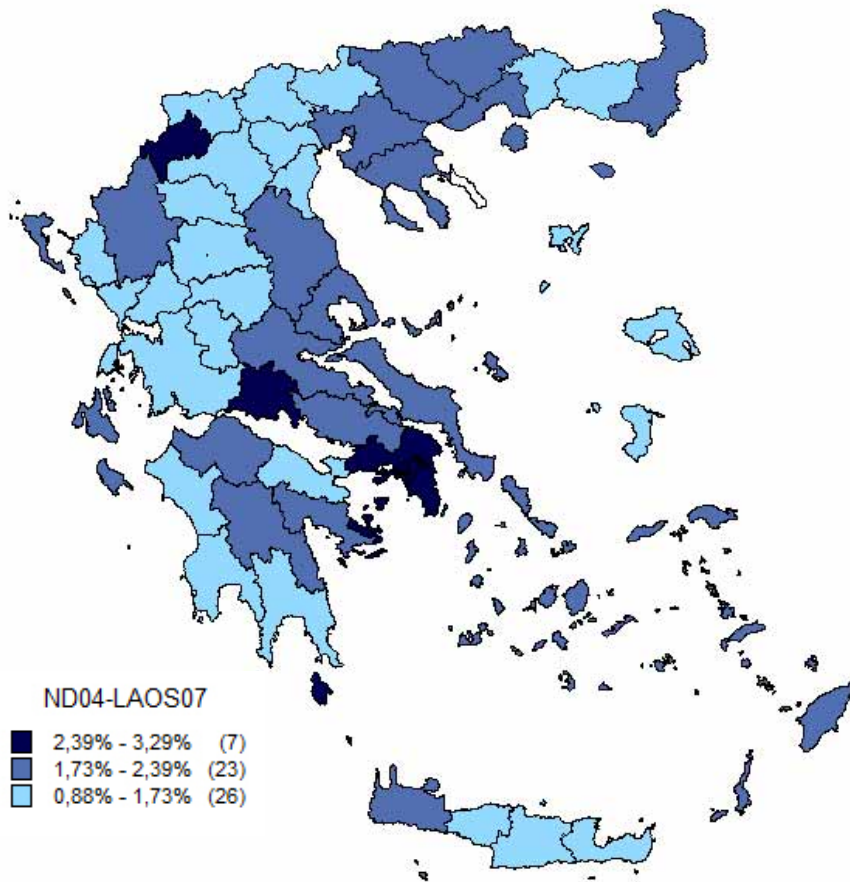 ND04-LAOS07
2,39% - 3,29% (7)
1,73% - 2,39% (23)
0,88% - 1,73% (26)